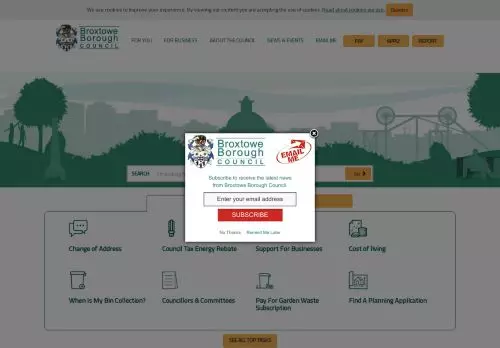 We use cookies to improve your experience. By viewing our content you are accepting the use of cookies. Read about cookies we use.
Broxtowe
Borough
COUNCIL
FOR YOU
FOR BUSINESS
ABOUT THE COUNCIL
NEWS & EVENTS
EMAIL ME
PAY
APPLY
REPORT
Broxtowe
Borough
COUNCIL
EMAIL
ME
Subscribe to receive the latest news
from Broxtowe Borough Council
Enter your email address
SUBSCRIBE
No Thanks
Remind Me Later
SEARCH
Change of Address
Council Tax Energy Rebate
Support For Businesses
Cost of living
When is My Bin Collection?
Councillors & Committees
Pay For Garden Waste
Subscription
Find A Planning Application
SEE ALL TOP TASKS